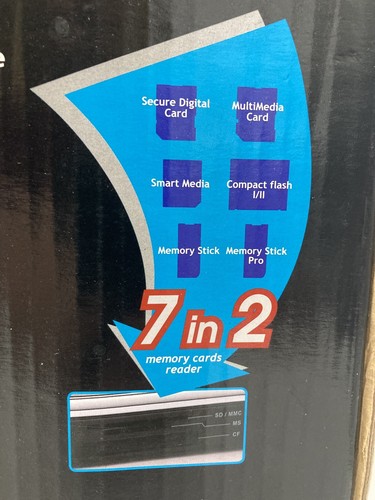 e
Secure Digital
Card
MultiMedia
Card
Smart Media
Compact flash
I/II
Memory Stick
Memory Stick
Pro
7 in 2
memory cards
reader
SD / MMC
MS
CF